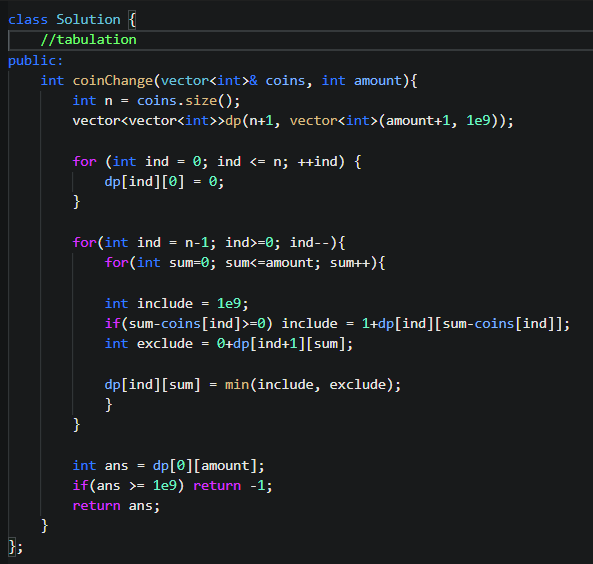 class Solution {
    //tabulation
public:
    int coinChange(vector<int>& coins, int amount){
        int n = coins.size();
        vector<vector<int>>dp(n+1, vector<int>(amount+1, 1e9));
        for (int ind = 0; ind <= n; ++ind) {
            dp[ind][0] = 0;
        }
        for(int ind = n-1; ind>=0; ind--){
            for(int sum=0; sum<=amount; sum++){
            int include = 1e9;
            if(sum-coins[ind]>=0) include = 1+dp[ind][sum-coins[ind]];
            int exclude = 0+dp[ind+1][sum];
            dp[ind][sum] = min(include, exclude);
            }
        }
        int ans = dp[0][amount];
        if(ans >= 1e9) return -1;
        return ans;
    }
};